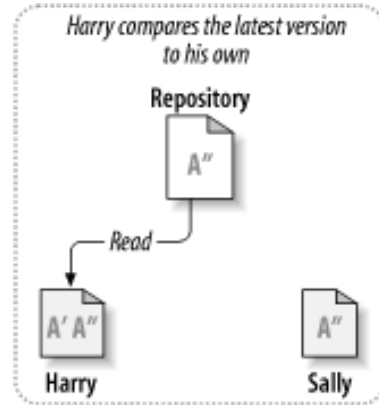 Harry compares the latest version
to his own
Repository
A″
Read
A′ A″
A″
Harry
Sally